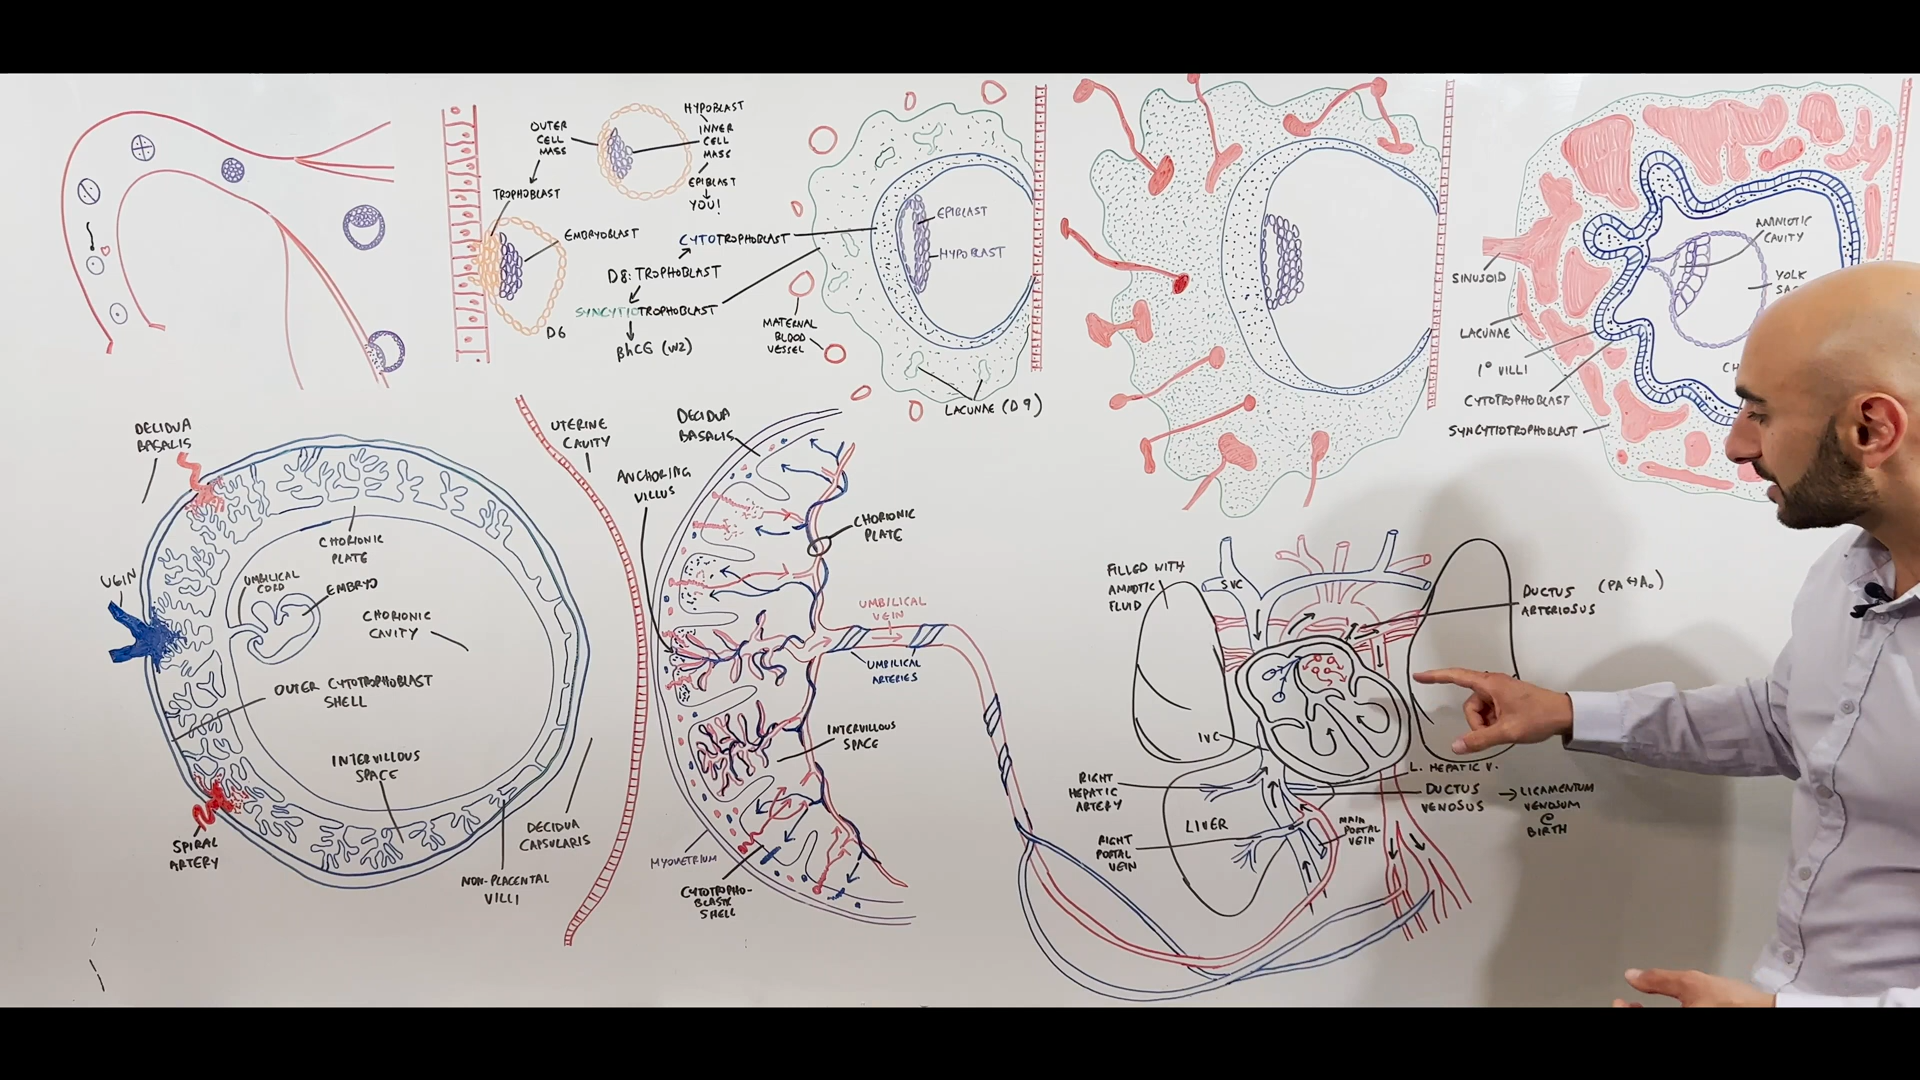 OUTER
CELL
MASS
TROPHOBLAST
HYPOBLAST
INNER
CELL
MASS
EPIBLAST
YOU!
EMBRYOBLAST
D6
CYTOTROPHOBLAST
D8: TROPHOBLAST
SYNCYTIOTROPHOBLAST
βhCG (W2)
EPIBLAST
HYPOBLAST
MATERNAL
BLOOD
VESSEL
LACUNAE (D9)
AMNIOTIC
CAVITY
YOLK
SINUSOID
LACUNAE
1° VILLI
CYTOTROPHOBLAST
SYNCYTIOTROPHOBLAST
DECIDUA
BASALIS
CHORIONIC
PLATE
VEIN
UMBILICAL
CORD
EMBRYO
CHORIONIC
CAVITY
OUTER CYTOTROPHOBLAST
SHELL
INTERVILLOUS
SPACE
SPIRAL
ARTERY
DECIDUA
CAPSULARIS
NON-PLACENTAL
VILLI
UTERINE
CAVITY
DECIDUA
BASALIS
ANCHORING
VILLUS
CHORIONIC
PLATE
UMBILICAL
VEIN
UMBILICAL
ARTERIES
INTERVILLOUS
SPACE
MYOMETRIUM
CYTOTROPHO-
BLASTIC
SHELL
FILLED WITH
AMNIOTIC
FLUID
SVC
DUCTUS
ARTERIOSUS
(PA↔Ao)
IVC
RIGHT
HEPATIC
ARTERY
L. HEPATIC V.
DUCTUS
VENOSUS
→ LIGAMENTUM
VENOSUM
@
BIRTH
LIVER
MAIN
PORTAL
VEIN
RIGHT
PORTAL
VEIN